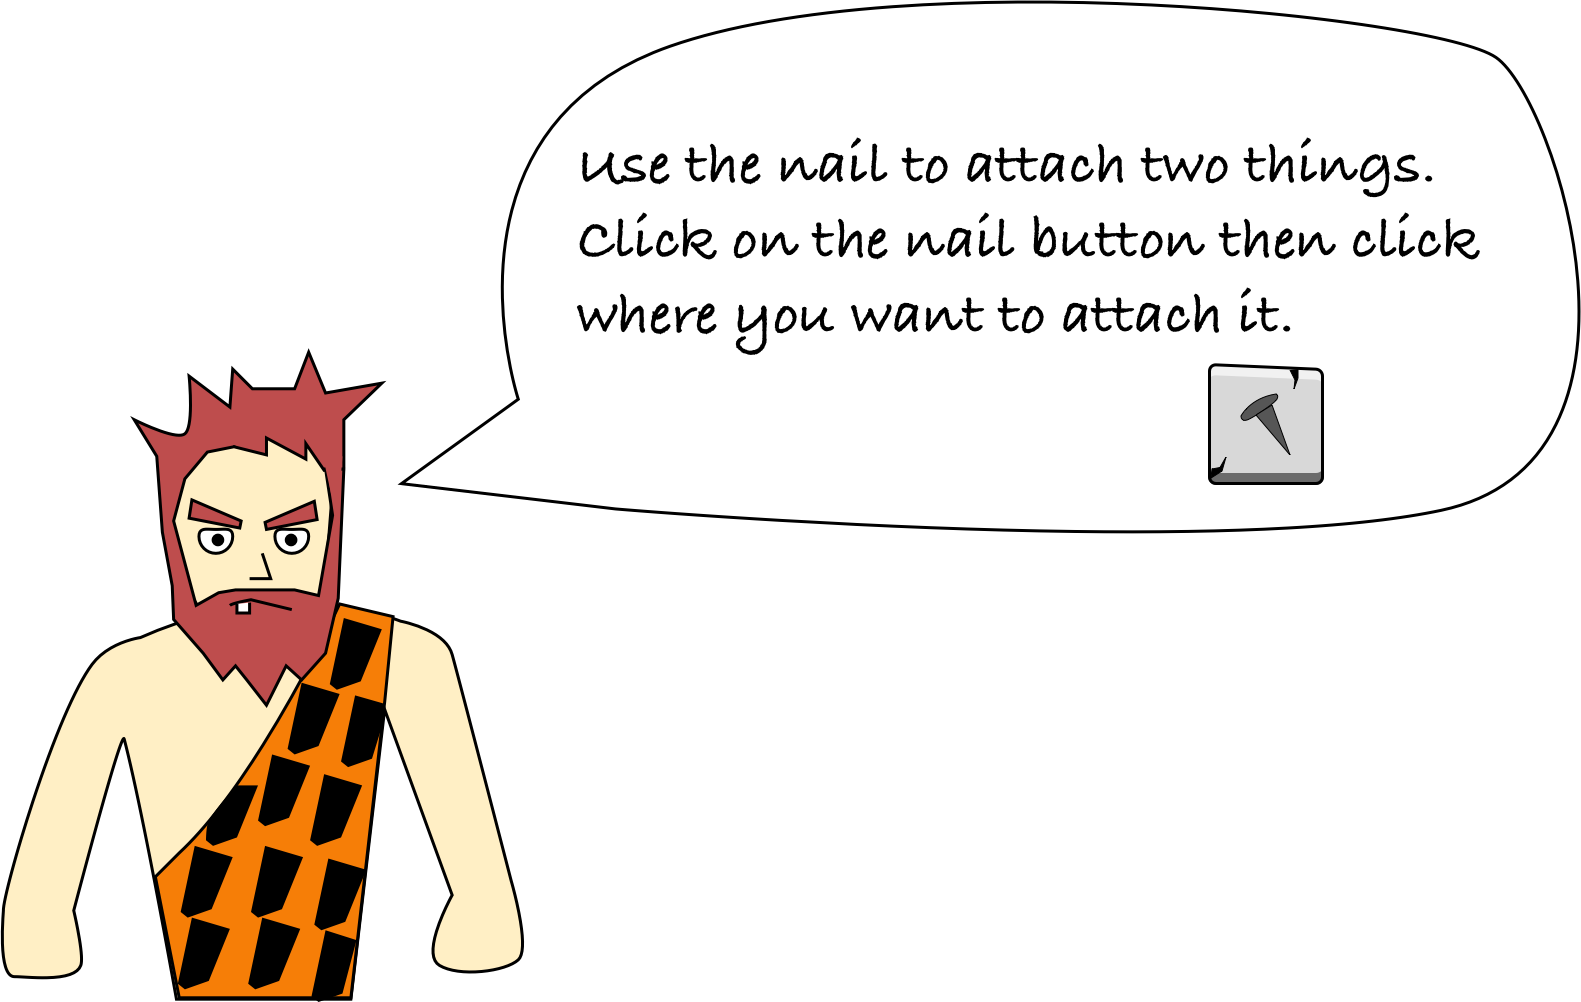 Use the nail to attach two things.
Click on the nail button then click
where you want to attach it.